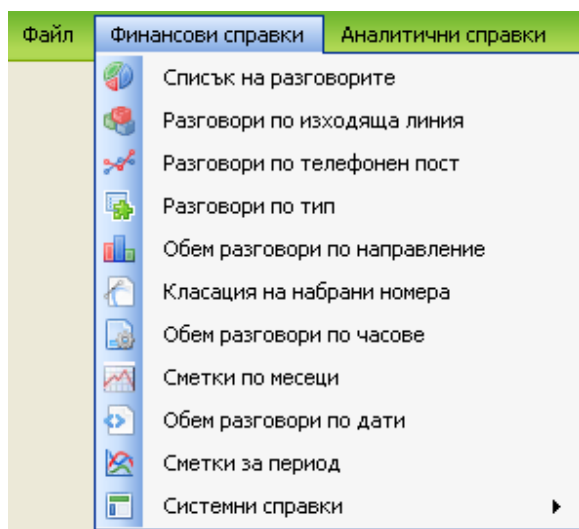 Файл Финансови справки Аналитични справки
Списък на разговорите
Разговори по изходяща линия
Разговори по телефонен пост
Разговори по тип
Обем разговори по направление
Класация на набрани номера
Обем разговори по часове
Сметки по месеци
Обем разговори по дати
Сметки за период
Системни справки